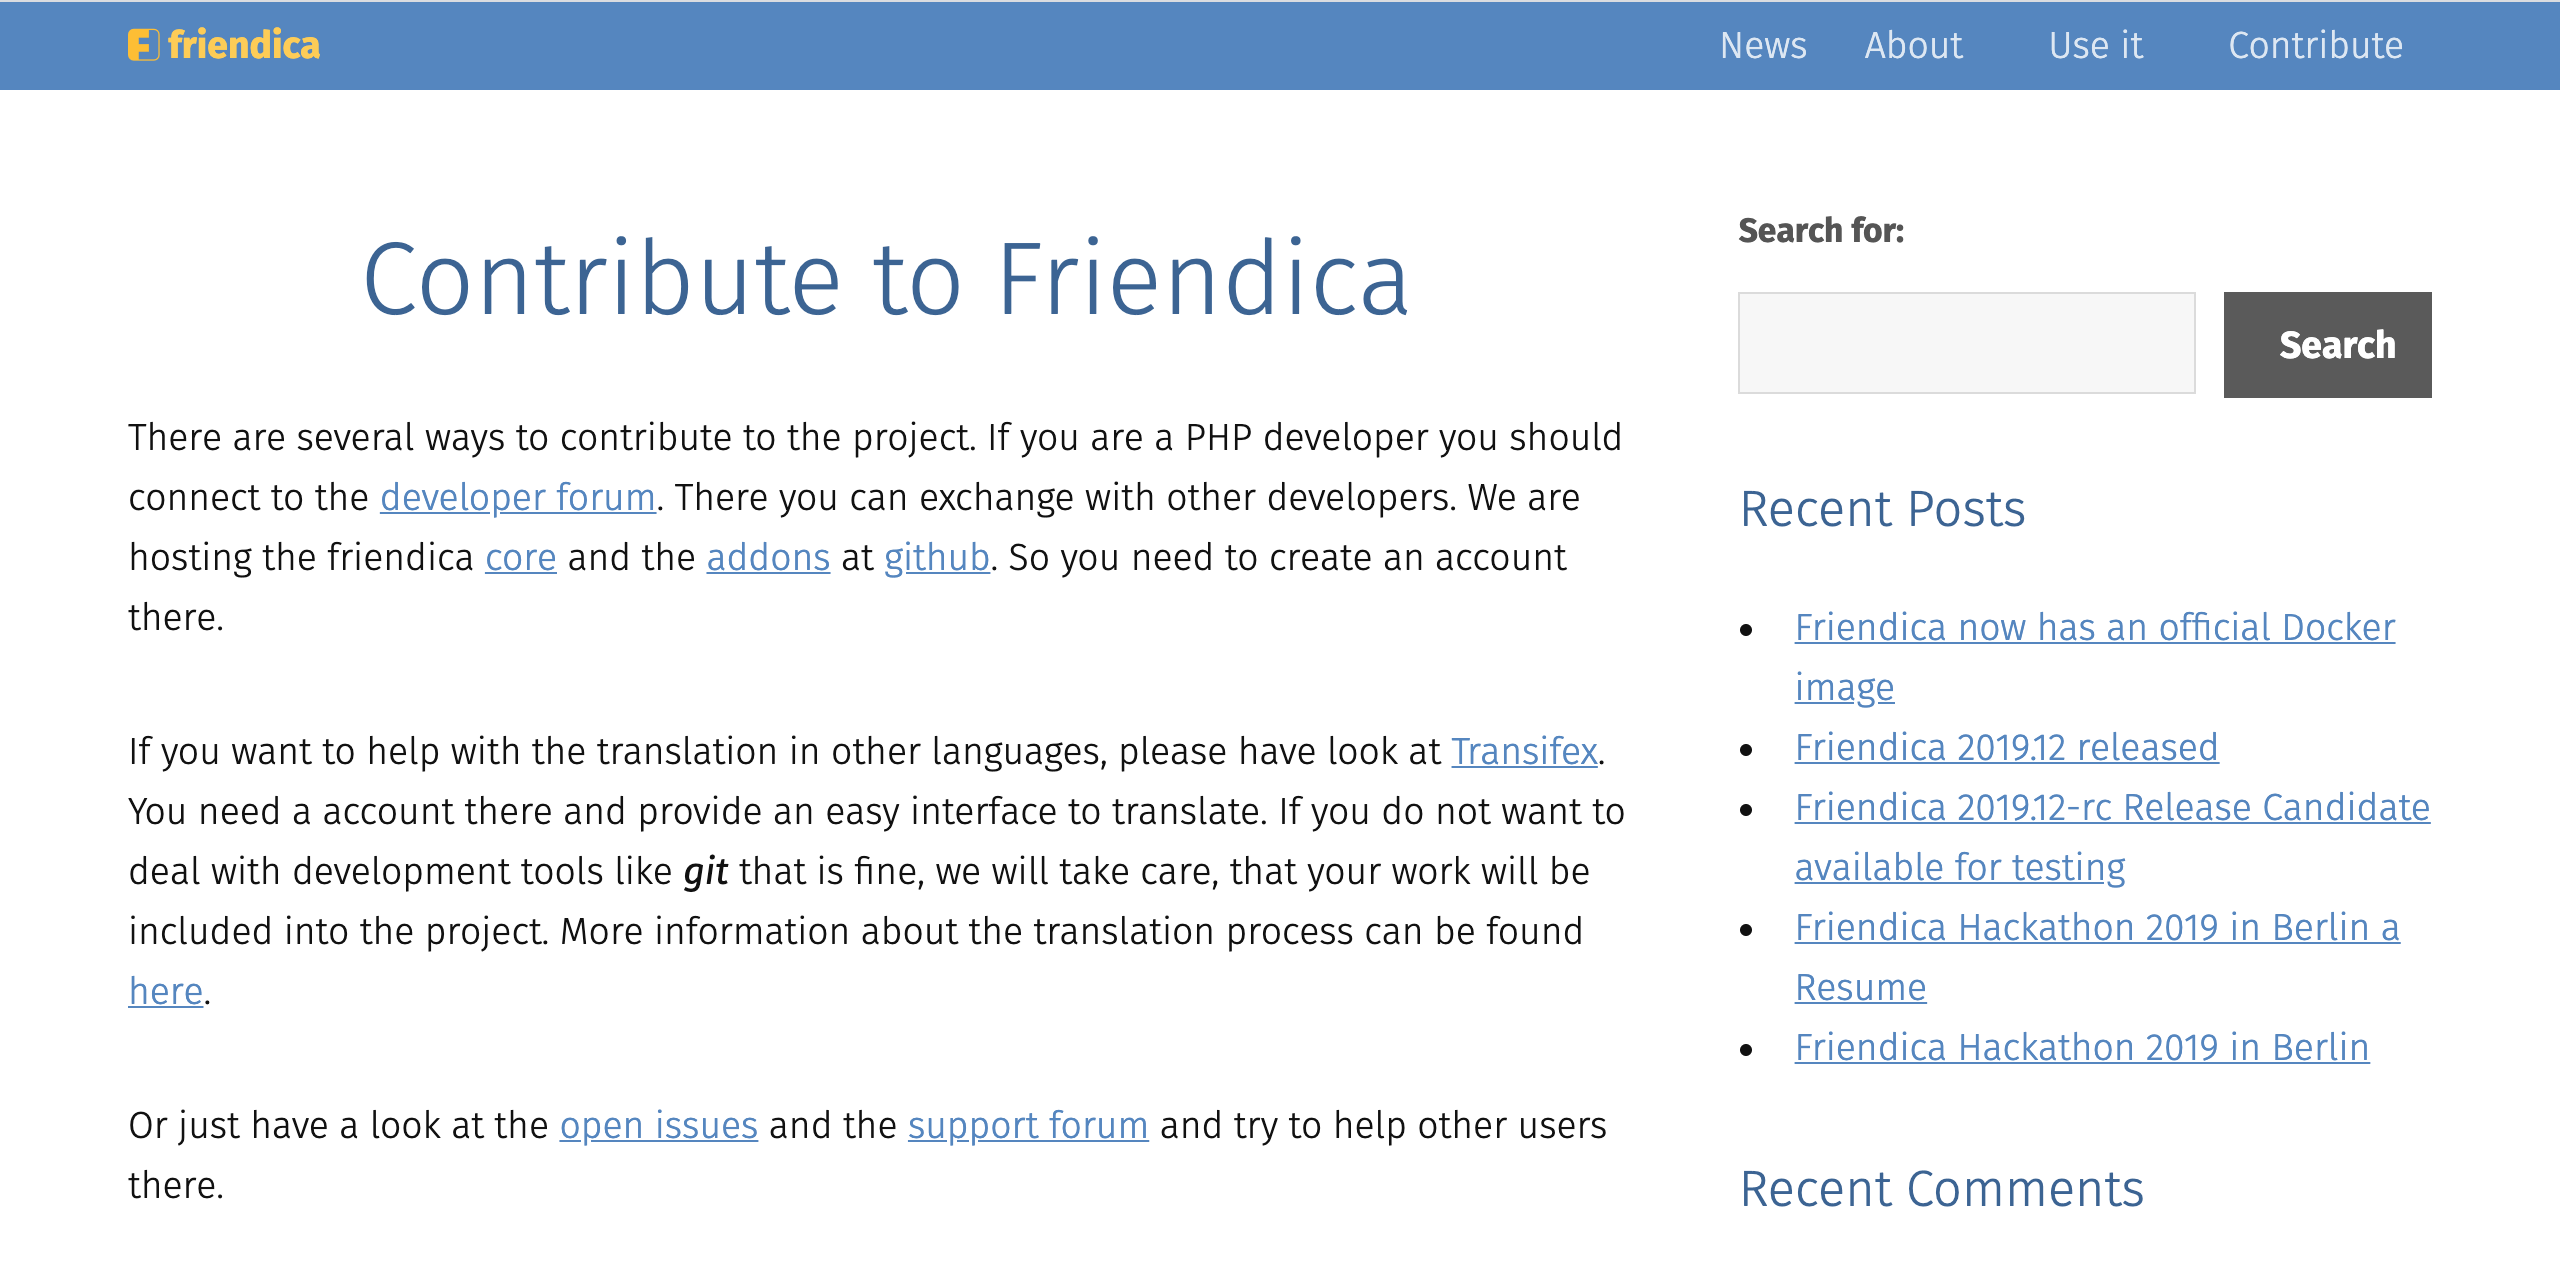 friendica
News About Use it Contribute
Contribute to Friendica
There are several ways to contribute to the project. If you are a PHP developer you should
connect to the developer forum. There you can exchange with other developers. We are
hosting the friendica core and the addons at github. So you need to create an account
there.
If you want to help with the translation in other languages, please have look at Transifex.
You need a account there and provide an easy interface to translate. If you do not want to
deal with development tools like git that is fine, we will take care, that your work will be
included into the project. More information about the translation process can be found
here.
Or just have a look at the open issues and the support forum and try to help other users
there.
Search for:
Search
Recent Posts
Friendica now has an official Docker
image
Friendica 2019.12 released
Friendica 2019.12-rc Release Candidate
available for testing
Friendica Hackathon 2019 in Berlin a
Resume
Friendica Hackathon 2019 in Berlin
Recent Comments